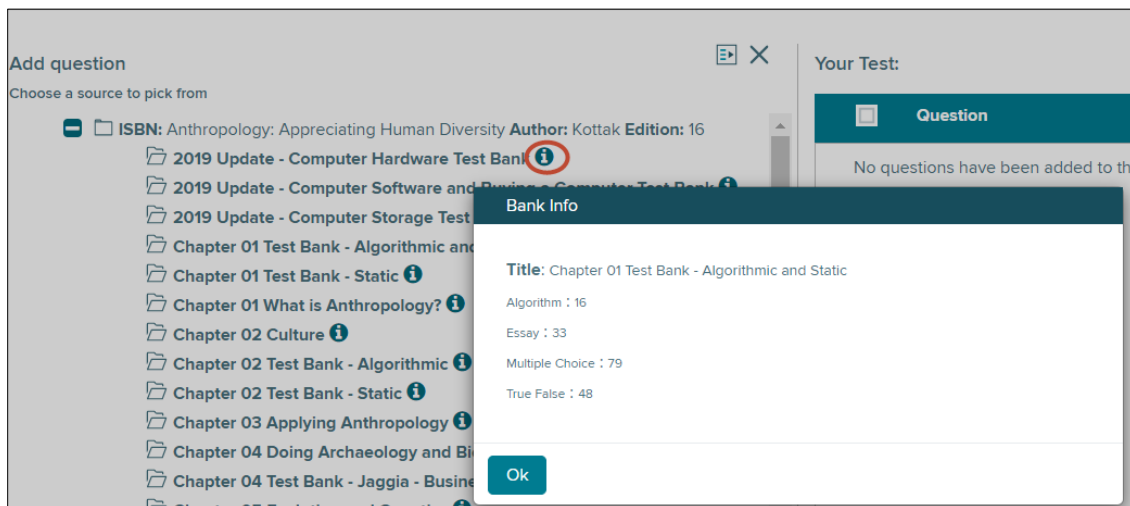 Add question
Choose a source to pick from
ISBN: Anthropology: Appreciating Human Diversity Author: Kottak Edition: 16
2019 Update - Computer Hardware Test Bank
2019 Update - Computer Software and Buying a Computer Test Bank
2019 Update - Computer Storage Test
Chapter 01 Test Bank - Algorithmic and
Chapter 01 Test Bank - Static
Chapter 01 What is Anthropology?
Chapter 02 Culture
Chapter 02 Test Bank - Algorithmic
Chapter 02 Test Bank - Static
Chapter 03 Applying Anthropology
Chapter 04 Doing Archaeology and Bi
Chapter 04 Test Bank - Jaggia - Busine
Your Test:
Question
No questions have been added to th
Bank Info
Title: Chapter 01 Test Bank - Algorithmic and Static
Algorithm : 16
Essay : 33
Multiple Choice : 79
True False : 48
Ok